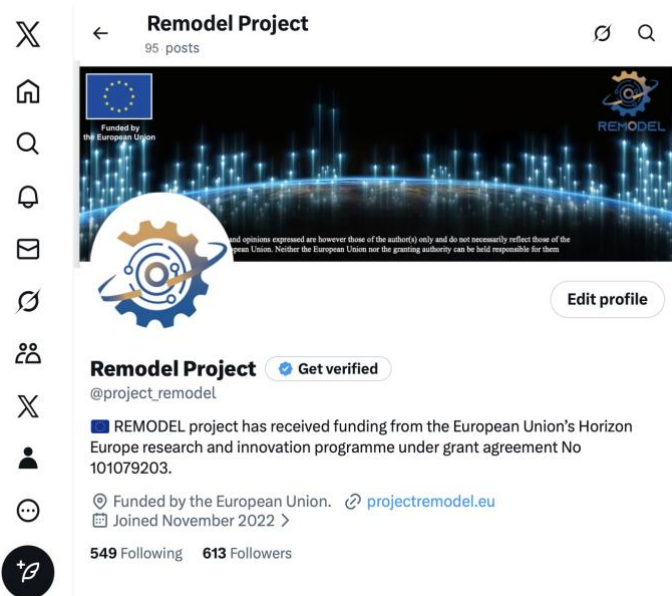 Remodel Project
95 posts
Funded by
the European Union
REMODEL
and opinions expressed are however those of the author(s) only and do not necessarily reflect those of the
pean Union. Neither the European Union nor the granting authority can be held responsible for them
Edit profile
Remodel Project Get verified
@project_remodel
🇪🇺 REMODEL project has received funding from the European Union’s Horizon
Europe research and innovation programme under grant agreement No
101079203.
Funded by the European Union. projectremodel.eu
Joined November 2022 >
549 Following 613 Followers